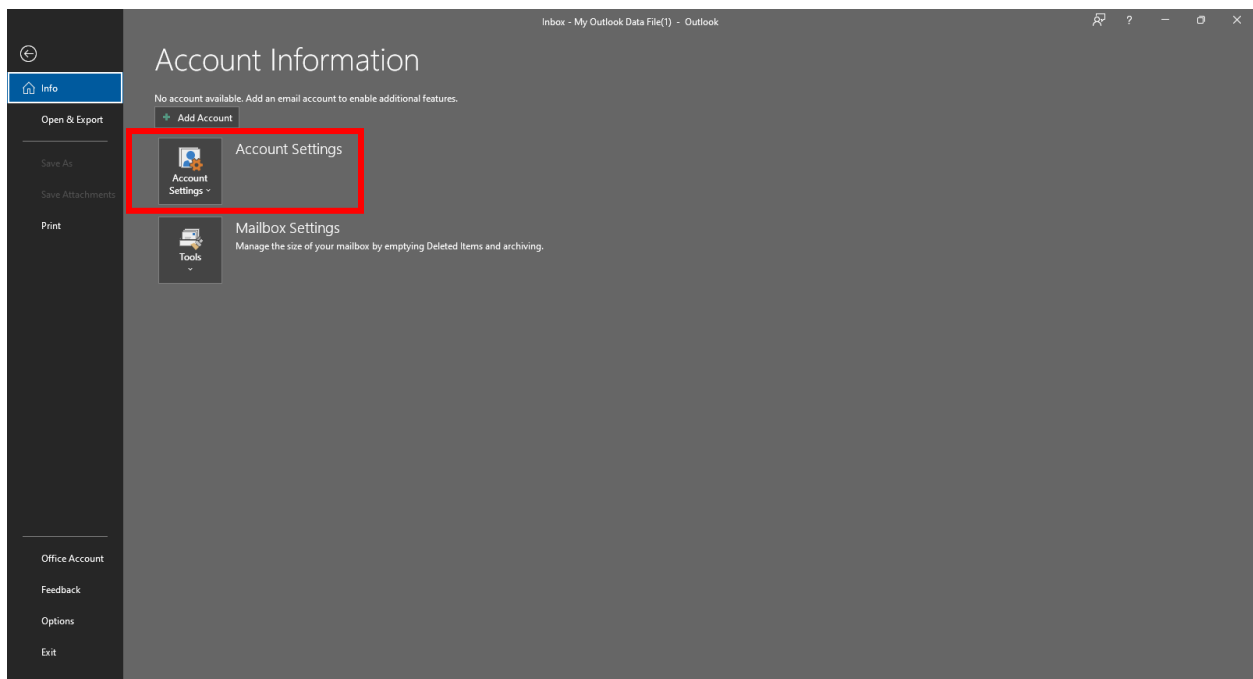 Inbox - My Outlook Data File(1) - Outlook
?
Account Information
Info
No account available. Add an email account to enable additional features.
Open & Export
+ Add Account
Account Settings
Save As
Account
Settings
Save Attachments
Print
Mailbox Settings
Manage the size of your mailbox by emptying Deleted Items and archiving.
Tools
Office Account
Feedback
Options
Exit